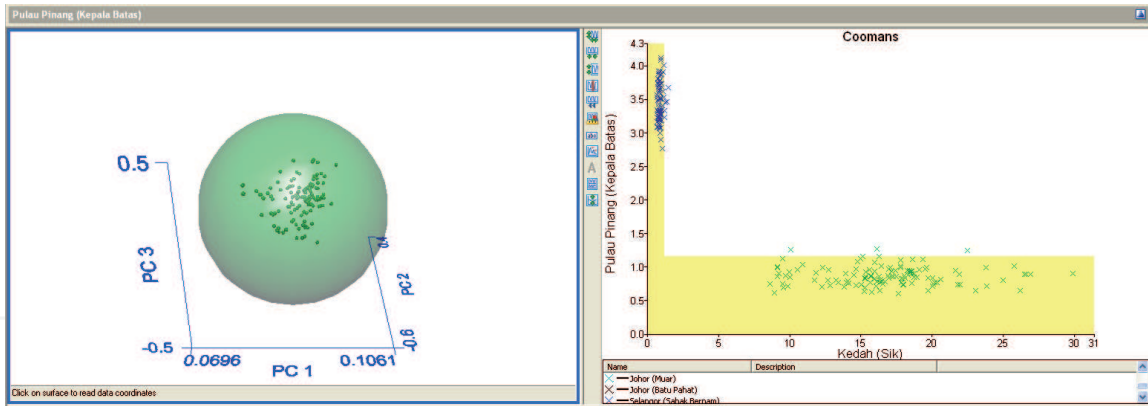 Pulau Pinang (Kepala Batas)
0.5
PC 3
-0.5
0.0696
PC 1
0.1061
-0.6
PC 2
0.4
Click on surface to read data coordinates
Coomans
Pulau Pinang (Kepala Batas)
4.3
4.0
3.5
3.0
2.5
2.0
1.5
1.0
0.5
0.0
0 5 10 15 20 25 30 31
Kedah (Sik)
Name Description
Johor (Muar)
Johor (Batu Pahat)
Selangor (Sabak Bernam)